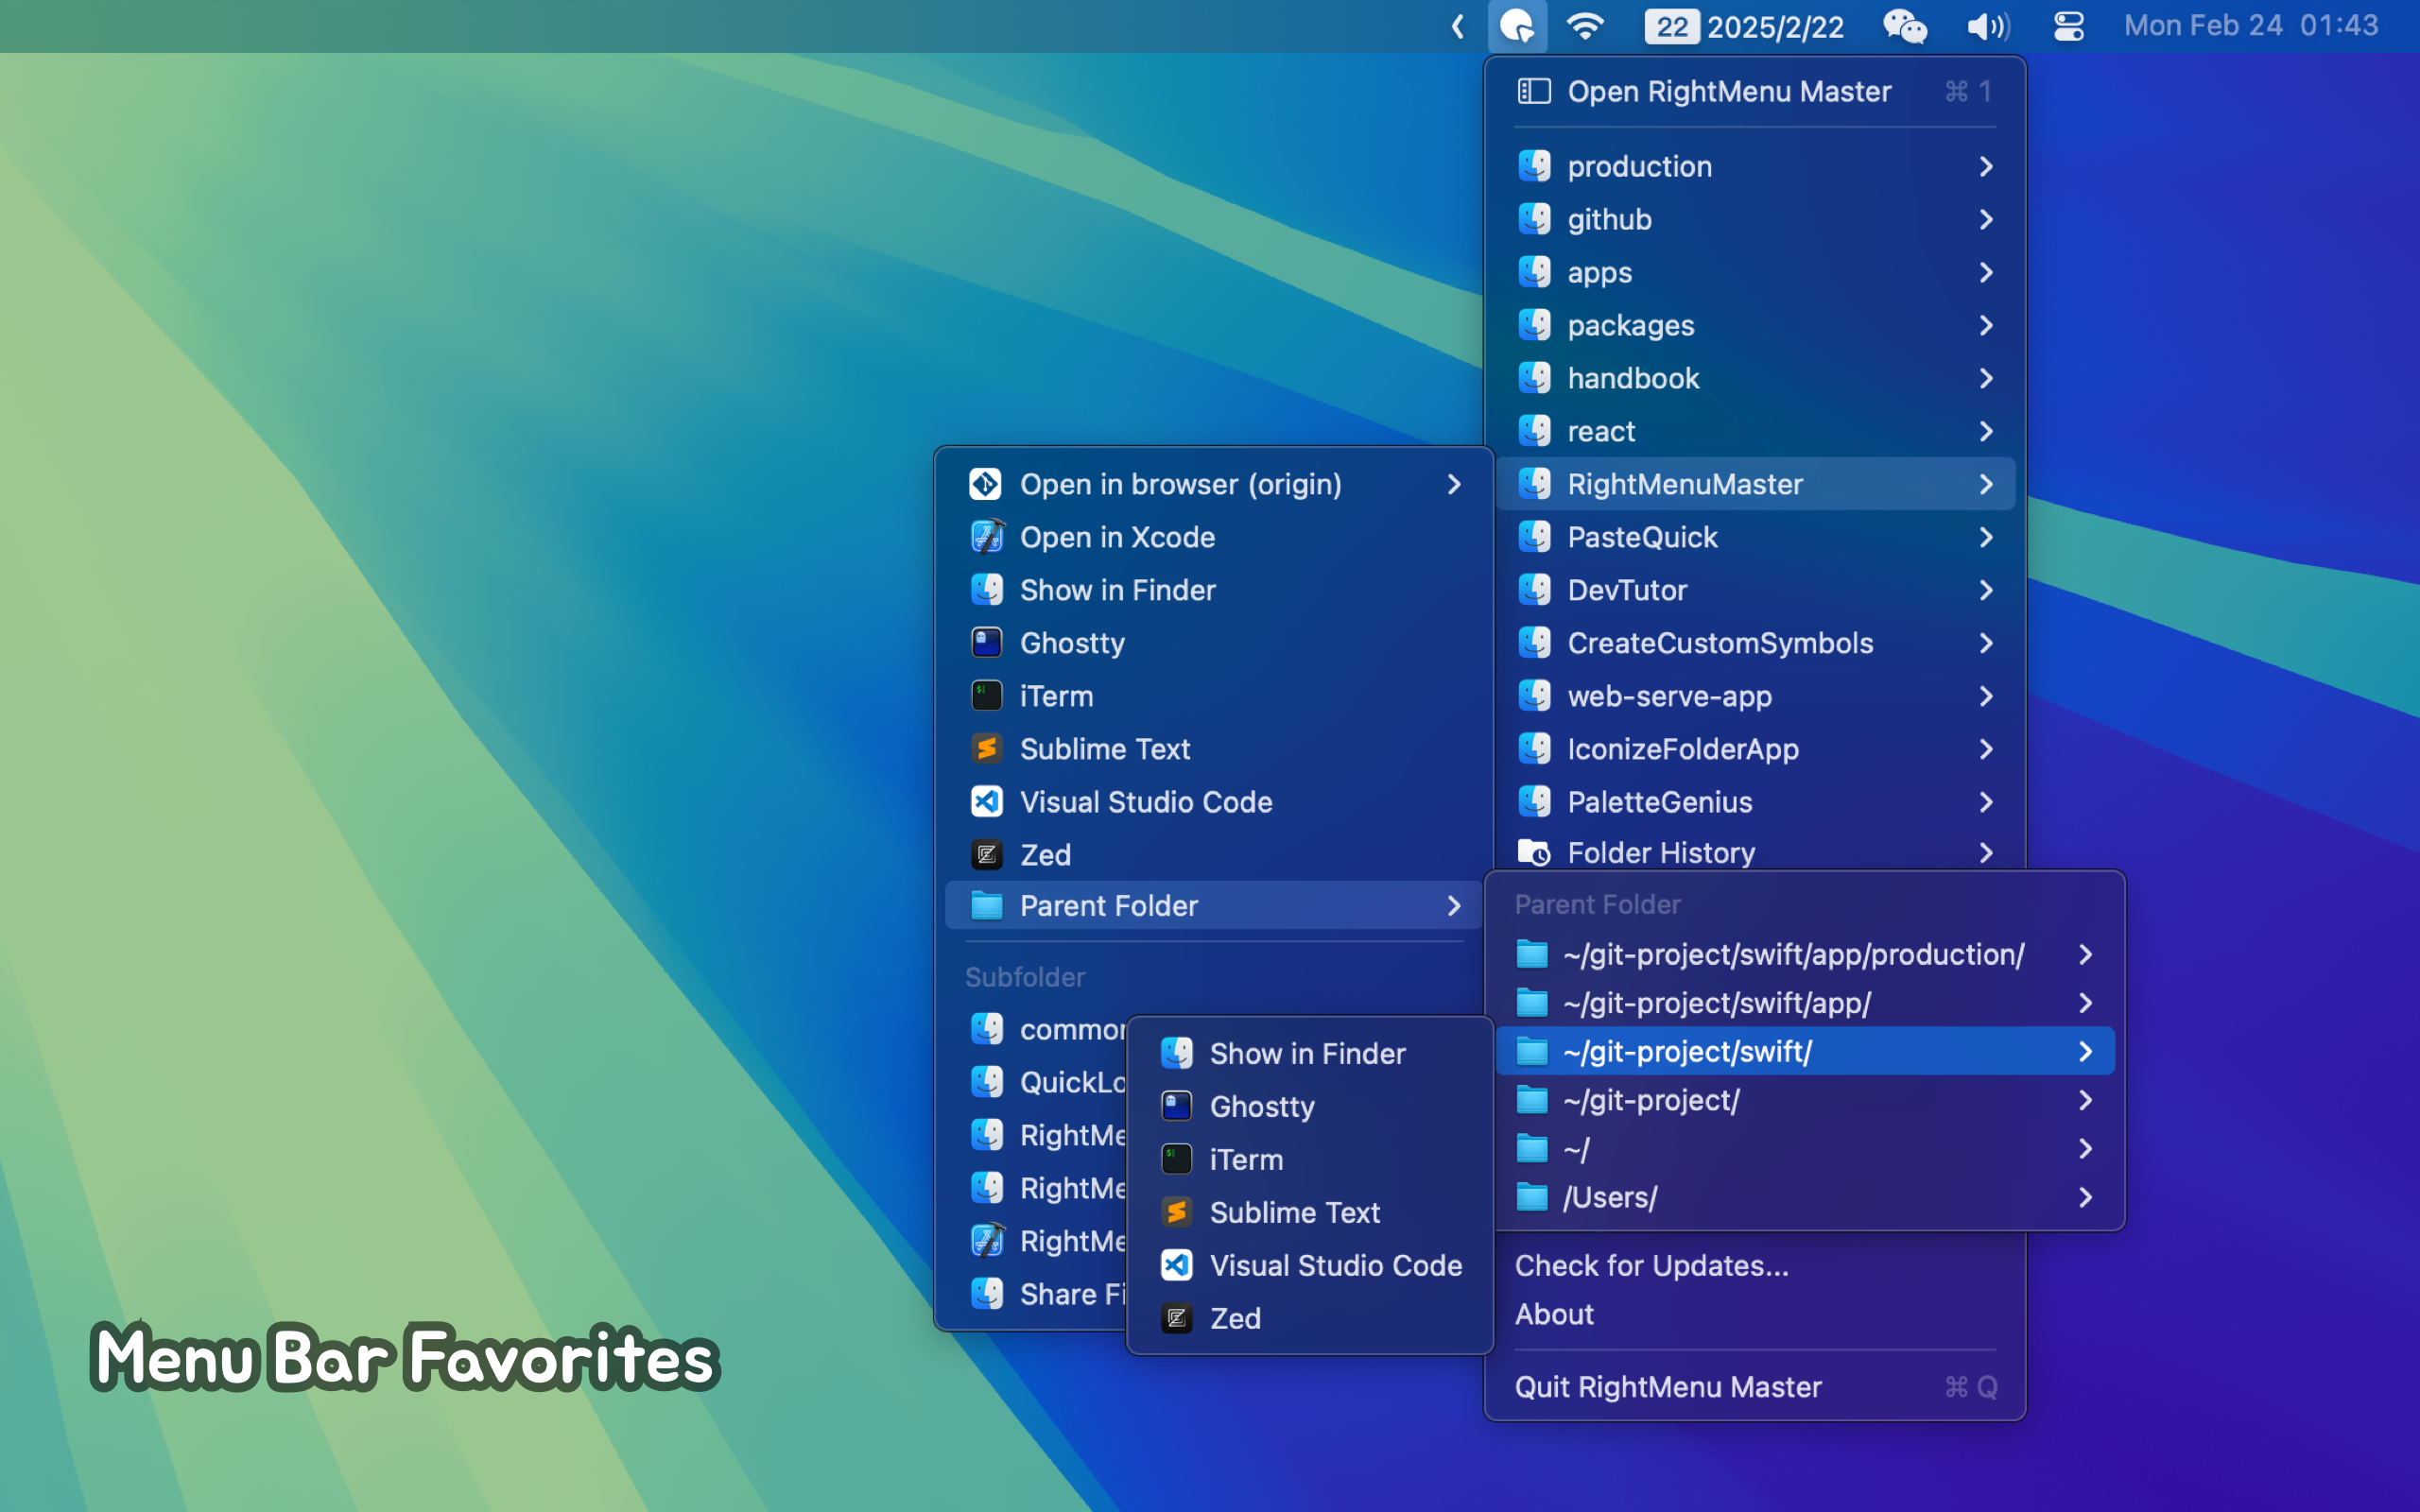 22 2025/2/22 Mon Feb 24 01:43
Open RightMenu Master ⌘ 1
production
github
apps
packages
handbook
react
RightMenuMaster
PasteQuick
DevTutor
CreateCustomSymbols
web-serve-app
IconizeFolderApp
PaletteGenius
Folder History
Open in browser (origin)
Open in Xcode
Show in Finder
Ghostty
iTerm
Sublime Text
Visual Studio Code
Zed
Parent Folder
Subfolder
QuickLo
RightMe
RightMe
RightMe
Share Fi
Parent Folder
~/git-project/swift/app/production/
~/git-project/swift/app/
~/git-project/swift/
~/git-project/
~/
/Users/
Show in Finder
Ghostty
iTerm
Sublime Text
Visual Studio Code
Zed
Check for Updates...
About
Quit RightMenu Master ⌘ Q
Menu Bar Favorites